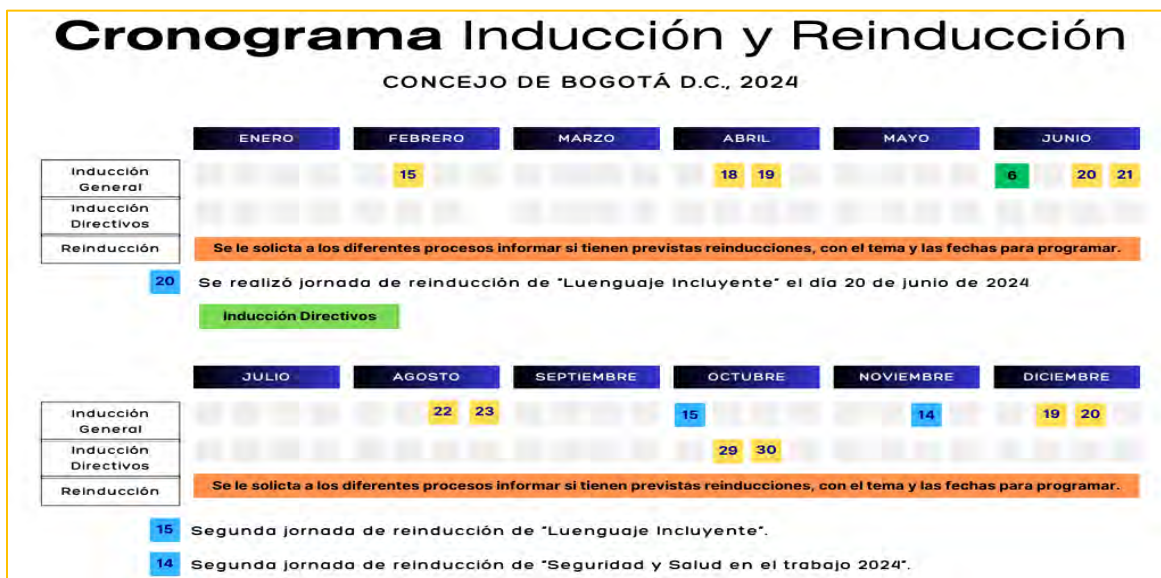 Cronograma Inducción y Reinducción
CONCEJO DE BOGOTÁ D.C., 2024
ENERO FEBRERO MARZO ABRIL MAYO JUNIO
Inducción
General
15 18 19 6 20 21
Inducción
Directivos
Reinducción
Se le solicta a los diferentes procesos informar si tienen previstas reinducciones, con el tema y las fechas para programar.
20 Se realizó jornada de reinducción de "Luenguaje Incluyente" el día 20 de junio de 2024
Inducción Directivos
JULIO AGOSTO SEPTIEMBRE OCTUBRE NOVIEMBRE DICIEMBRE
Inducción
General
22 23 15 14 19 20
Inducción
Directivos
29 30
Reinducción
Se le solicta a los diferentes procesos informar si tienen previstas reinducciones, con el tema y las fechas para programar.
15 Segunda jornada de reinducción de "Luenguaje Incluyente".
14 Segunda jornada de reinducción de "Seguridad y Salud en el trabajo 2024".